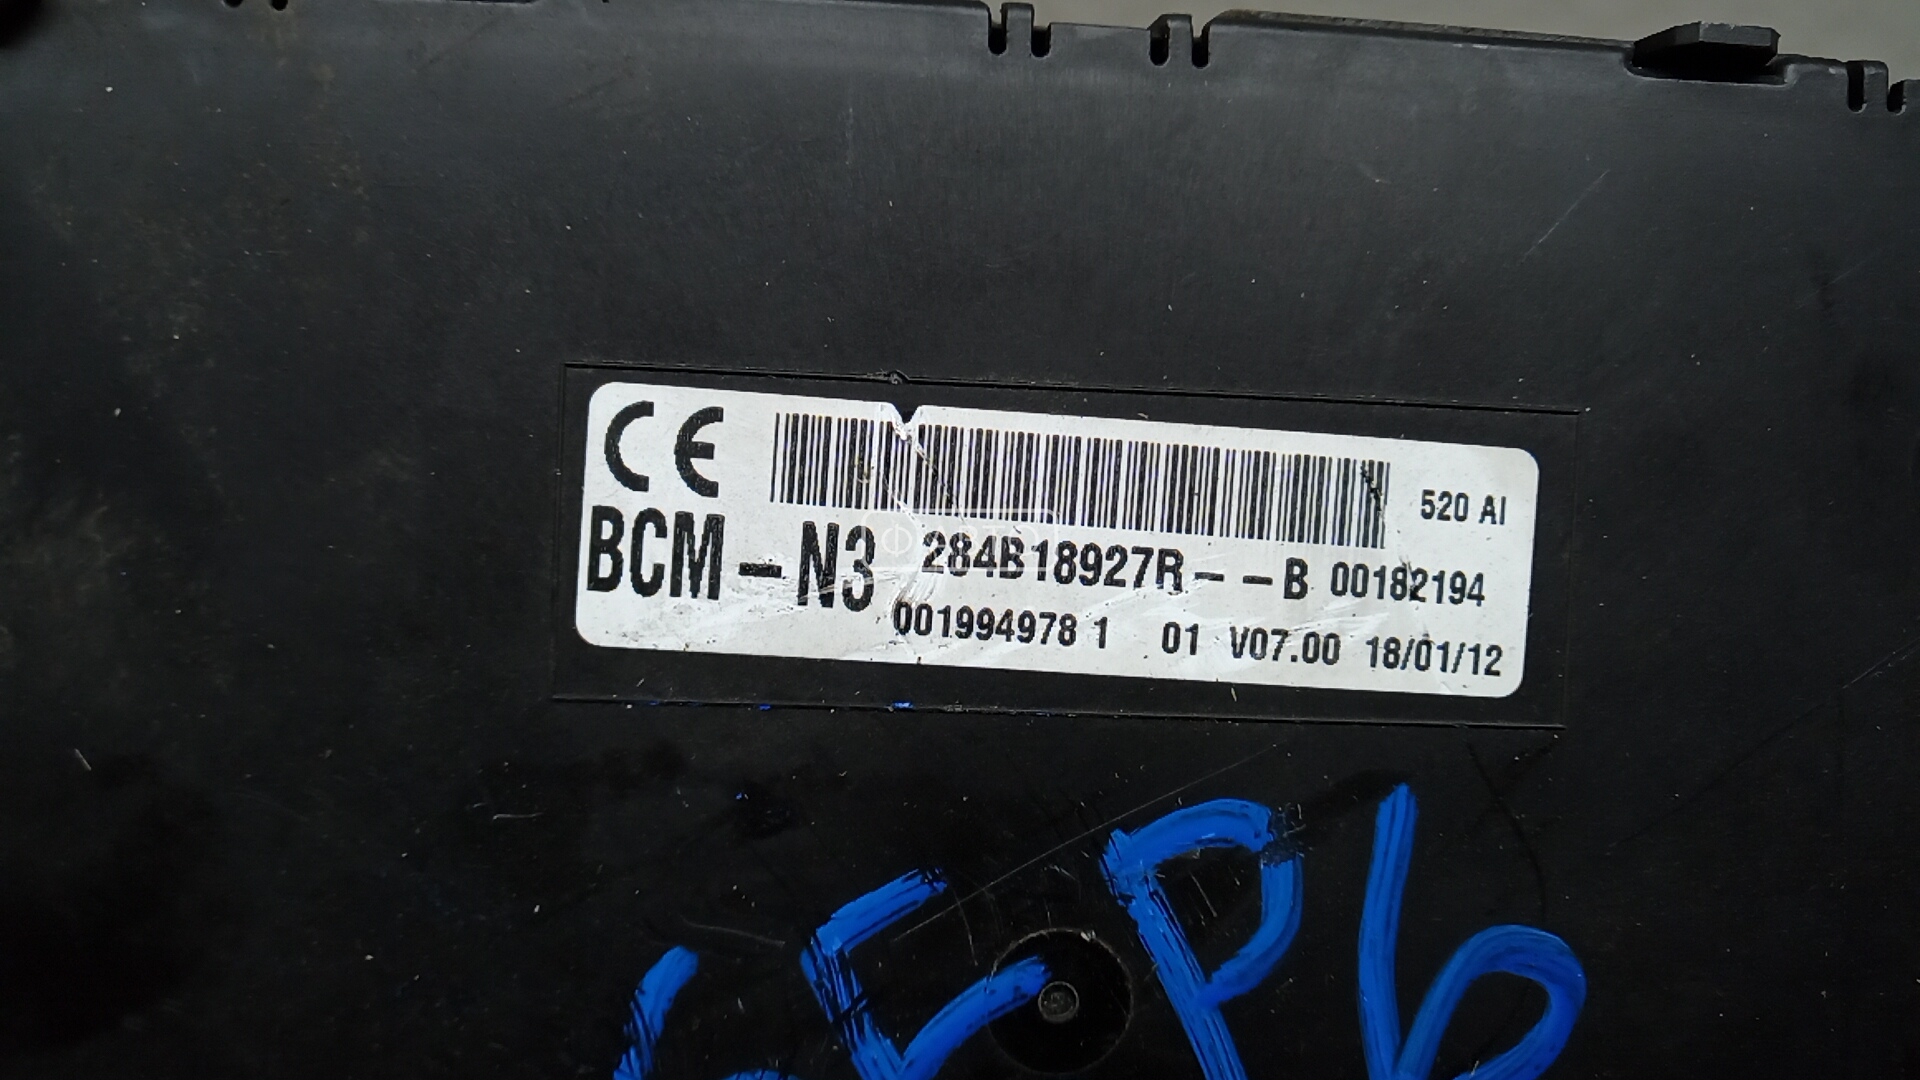 CE 520 AI
BCM - N3 284B18927R - - B 00182194
001994978 1 01 V07.00 18/01/12